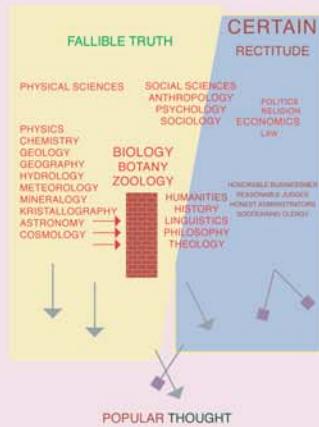 FALLIBLE TRUTH
CERTAIN
RECTITUDE
PHYSICAL SCIENCES
SOCIAL SCIENCES
ANTHROPOLOGY
PSYCHOLOGY
SOCIOLOGY
POLITICS
RELIGION
ECONOMICS
LAW
PHYSICS
CHEMISTRY
GEOLOGY
GEOGRAPHY
HYDROLOGY
METEOROLOGY
MINERALOGY
KRISTALLOGRAPHY
ASTRONOMY
COSMOLOGY
BIOLOGY
BOTANY
ZOOLOGY
HUMANITIES
HISTORY
LINGUISTICS
PHILOSOPHY
THEOLOGY
HONORABLE BUSINESSMEN
REASONABLE JUDGES
HONEST ADMINISTRATORS
CLERGY
POPULAR THOUGHT